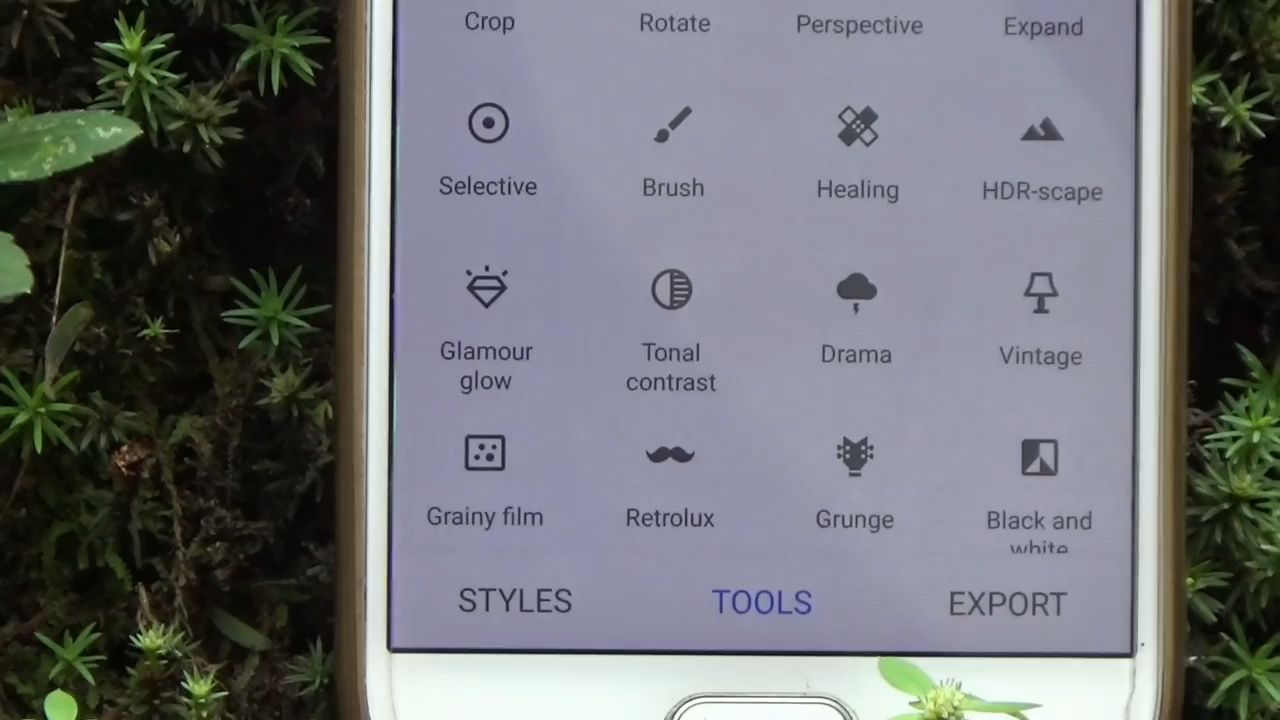 Crop Rotate Perspective Expand
Selective Brush Healing HDR-scape
Glamour glow Tonal contrast Drama Vintage
Grainy film Retrolux Grunge Black and white
STYLES TOOLS EXPORT